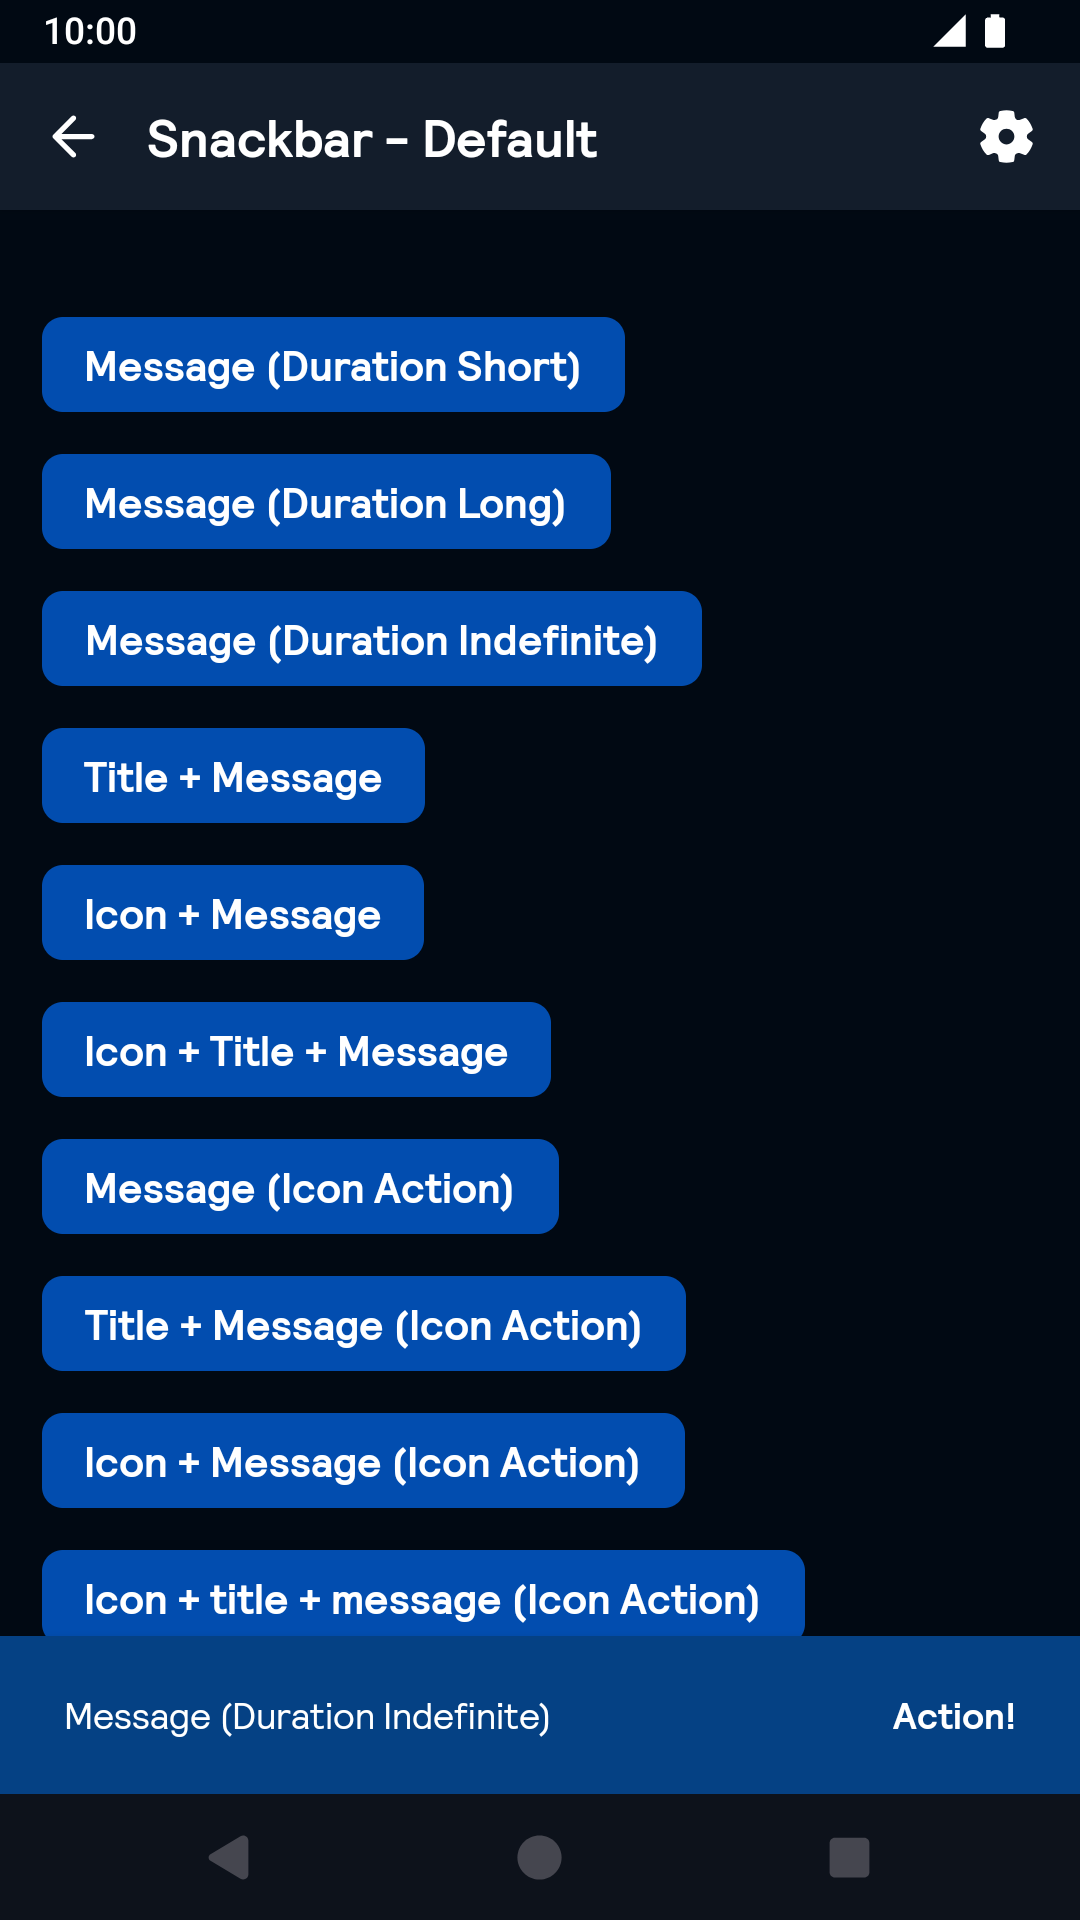 10:00
Snackbar - Default
Message (Duration Short)
Message (Duration Long)
Message (Duration Indefinite)
Title + Message
Icon + Message
Icon + Title + Message
Message (Icon Action)
Title + Message (Icon Action)
Icon + Message (Icon Action)
Icon + title + message (Icon Action)
Message (Duration Indefinite) Action!